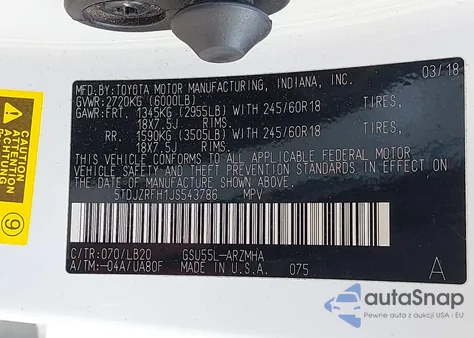 MFD.BY:TOYOTA MOTOR MANUFACTURING, INDIANA, INC. 03/18
GVWR:2720KG (6000LB)
GAWR:FRT. 1345KG (2955LB) WITH 245/60R18 TIRES,
18X7.5J RIMS.
RR. 1590KG (3505LB) WITH 245/60R18 TIRES,
18X7.5J RIMS.
THIS VEHICLE CONFORMS TO ALL APPLICABLE FEDERAL MOTOR
VEHICLE SAFETY AND THEFT PREVENTION STANDARDS IN EFFECT
ON THE DATE OF MANUFACTURE SHOWN ABOVE.
5TDJZRFH1JS543786 MPV
C/TR:070/LB20 GSU55L-ARZMHA
A/TM:-04A/UA80F MADE IN U.S.A. 075 A
CAUTION
9
autoSnap
Pewne auta z aukcji USA i EU